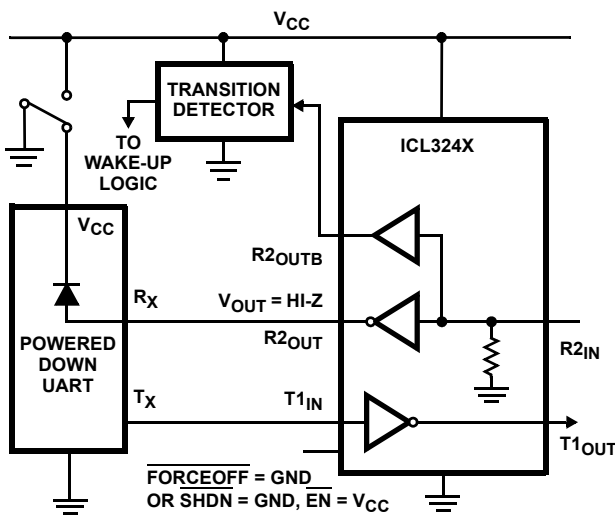 VCC
TRANSITION
DETECTOR
TO
WAKE-UP
LOGIC
ICL324X
VCC
R2OUTB
RX
VOUT = HI-Z
POWERED
DOWN
UART
R2OUT
R2IN
TX
T1IN
T1OUT
FORCEOFF = GND
OR SHDN = GND, EN = VCC